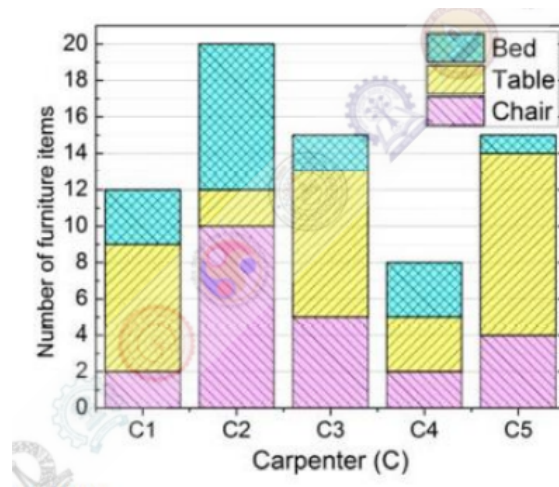 20
18
16
14
12
10
8
6
4
2
0
Number of furniture items
Bed
Table
Chair
C1 C2 C3 C4 C5
Carpenter (C)